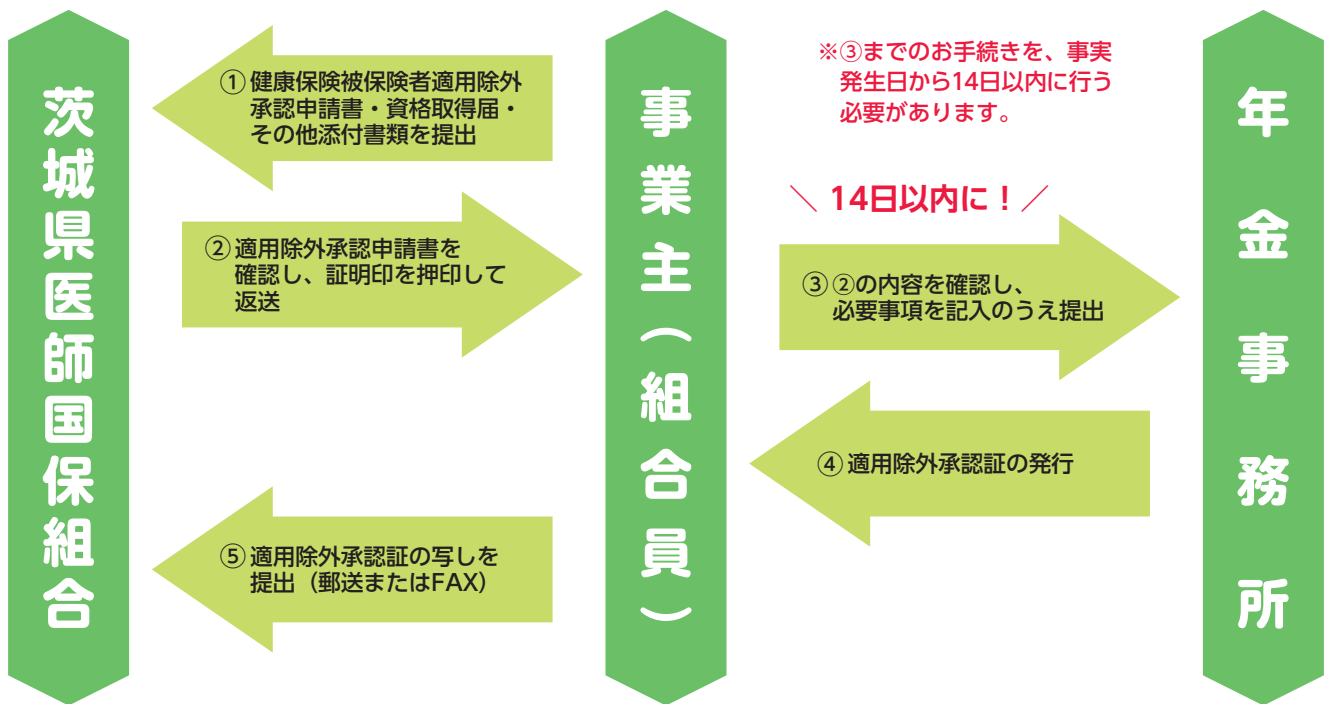 茨城県医師国保組合
① 健康保険被保険者適用除外
承認申請書・資格取得届・
その他添付書類を提出
② 適用除外承認申請書を
確認し、証明印を押印して
返送
⑤ 適用除外承認証の写しを
提出（郵送またはFAX）
事業主（組合員）
※③までのお手続きを、事実
発生日から14日以内に行う
必要があります。
＼ 14日以内に！／
③ ②の内容を確認し、
必要事項を記入のうえ提出
④ 適用除外承認証の発行
年金事務所